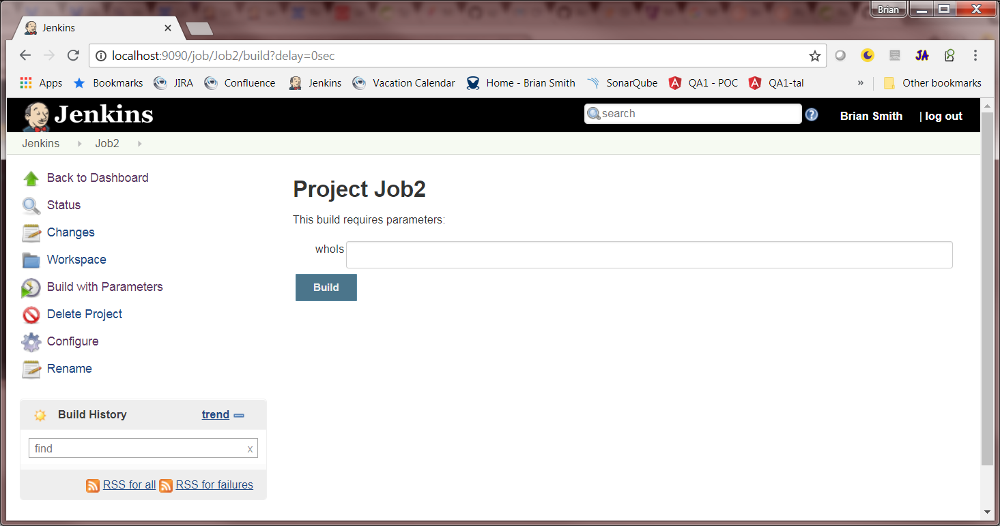 Brian
Jenkins
localhost:9090/job/Job2/build?delay=0sec
JA
Apps Bookmarks JIRA Confluence Jenkins Vacation Calendar Home - Brian Smith SonarQube QA1 - POC QA1-tal » Other bookmarks
Jenkins search Brian Smith | log out
Jenkins Job2
Back to Dashboard
Status
Changes
Workspace
Build with Parameters
Delete Project
Configure
Rename
Build History trend
find x
RSS for all RSS for failures
Project Job2
This build requires parameters:
whoIs
Build